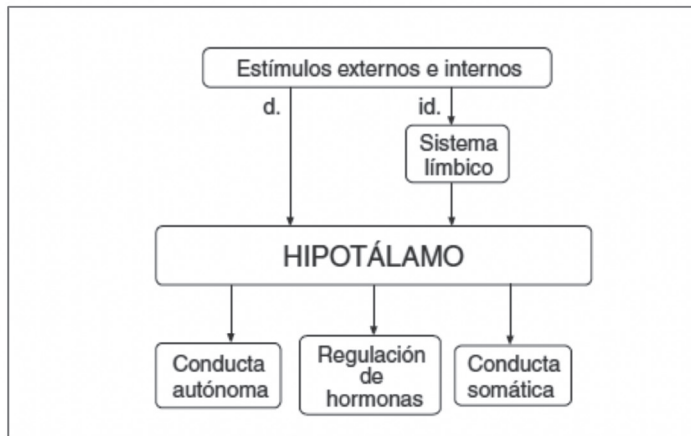 Estímulos externos e internos
d.
id.
Sistema
límbico
HIPOTÁLAMO
Conducta
autónoma
Regulación
de
hormonas
Conducta
somática